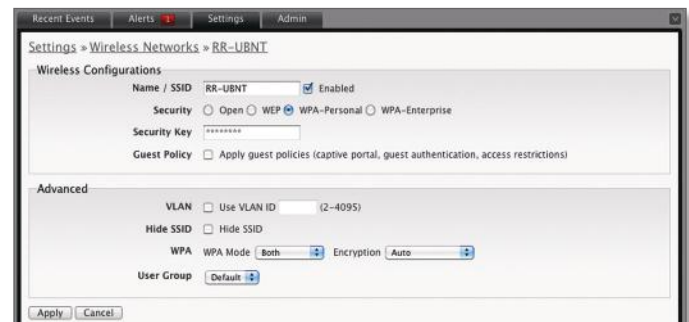 Recent Events Alerts 1 Settings Admin
Settings » Wireless Networks » RR-UBNT
Wireless Configurations
Name / SSID RR-UBNT Enabled
Security Open WEP WPA-Personal WPA-Enterprise
Security Key ********
Guest Policy Apply guest policies (captive portal, guest authentication, access restrictions)
Advanced
VLAN Use VLAN ID (2-4095)
Hide SSID Hide SSID
WPA WPA Mode Both Encryption Auto
User Group Default
Apply Cancel